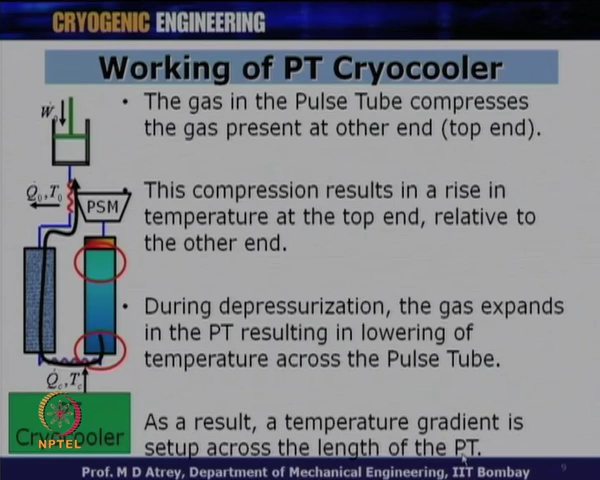 CRYOGENIC ENGINEERING
Working of PT Cryocooler
• The gas in the Pulse Tube compresses
the gas present at other end (top end).
• This compression results in a rise in
temperature at the top end, relative to
the other end.
• During depressurization, the gas expands
in the PT resulting in lowering of
temperature across the Pulse Tube.
As a result, a temperature gradient is
setup across the length of the PT.
Q̇₀,T₀
PSM
Q̇c,Tc
Cryocooler
NPTEL
Prof. M D Atrey, Department of Mechanical Engineering, IIT Bombay
9